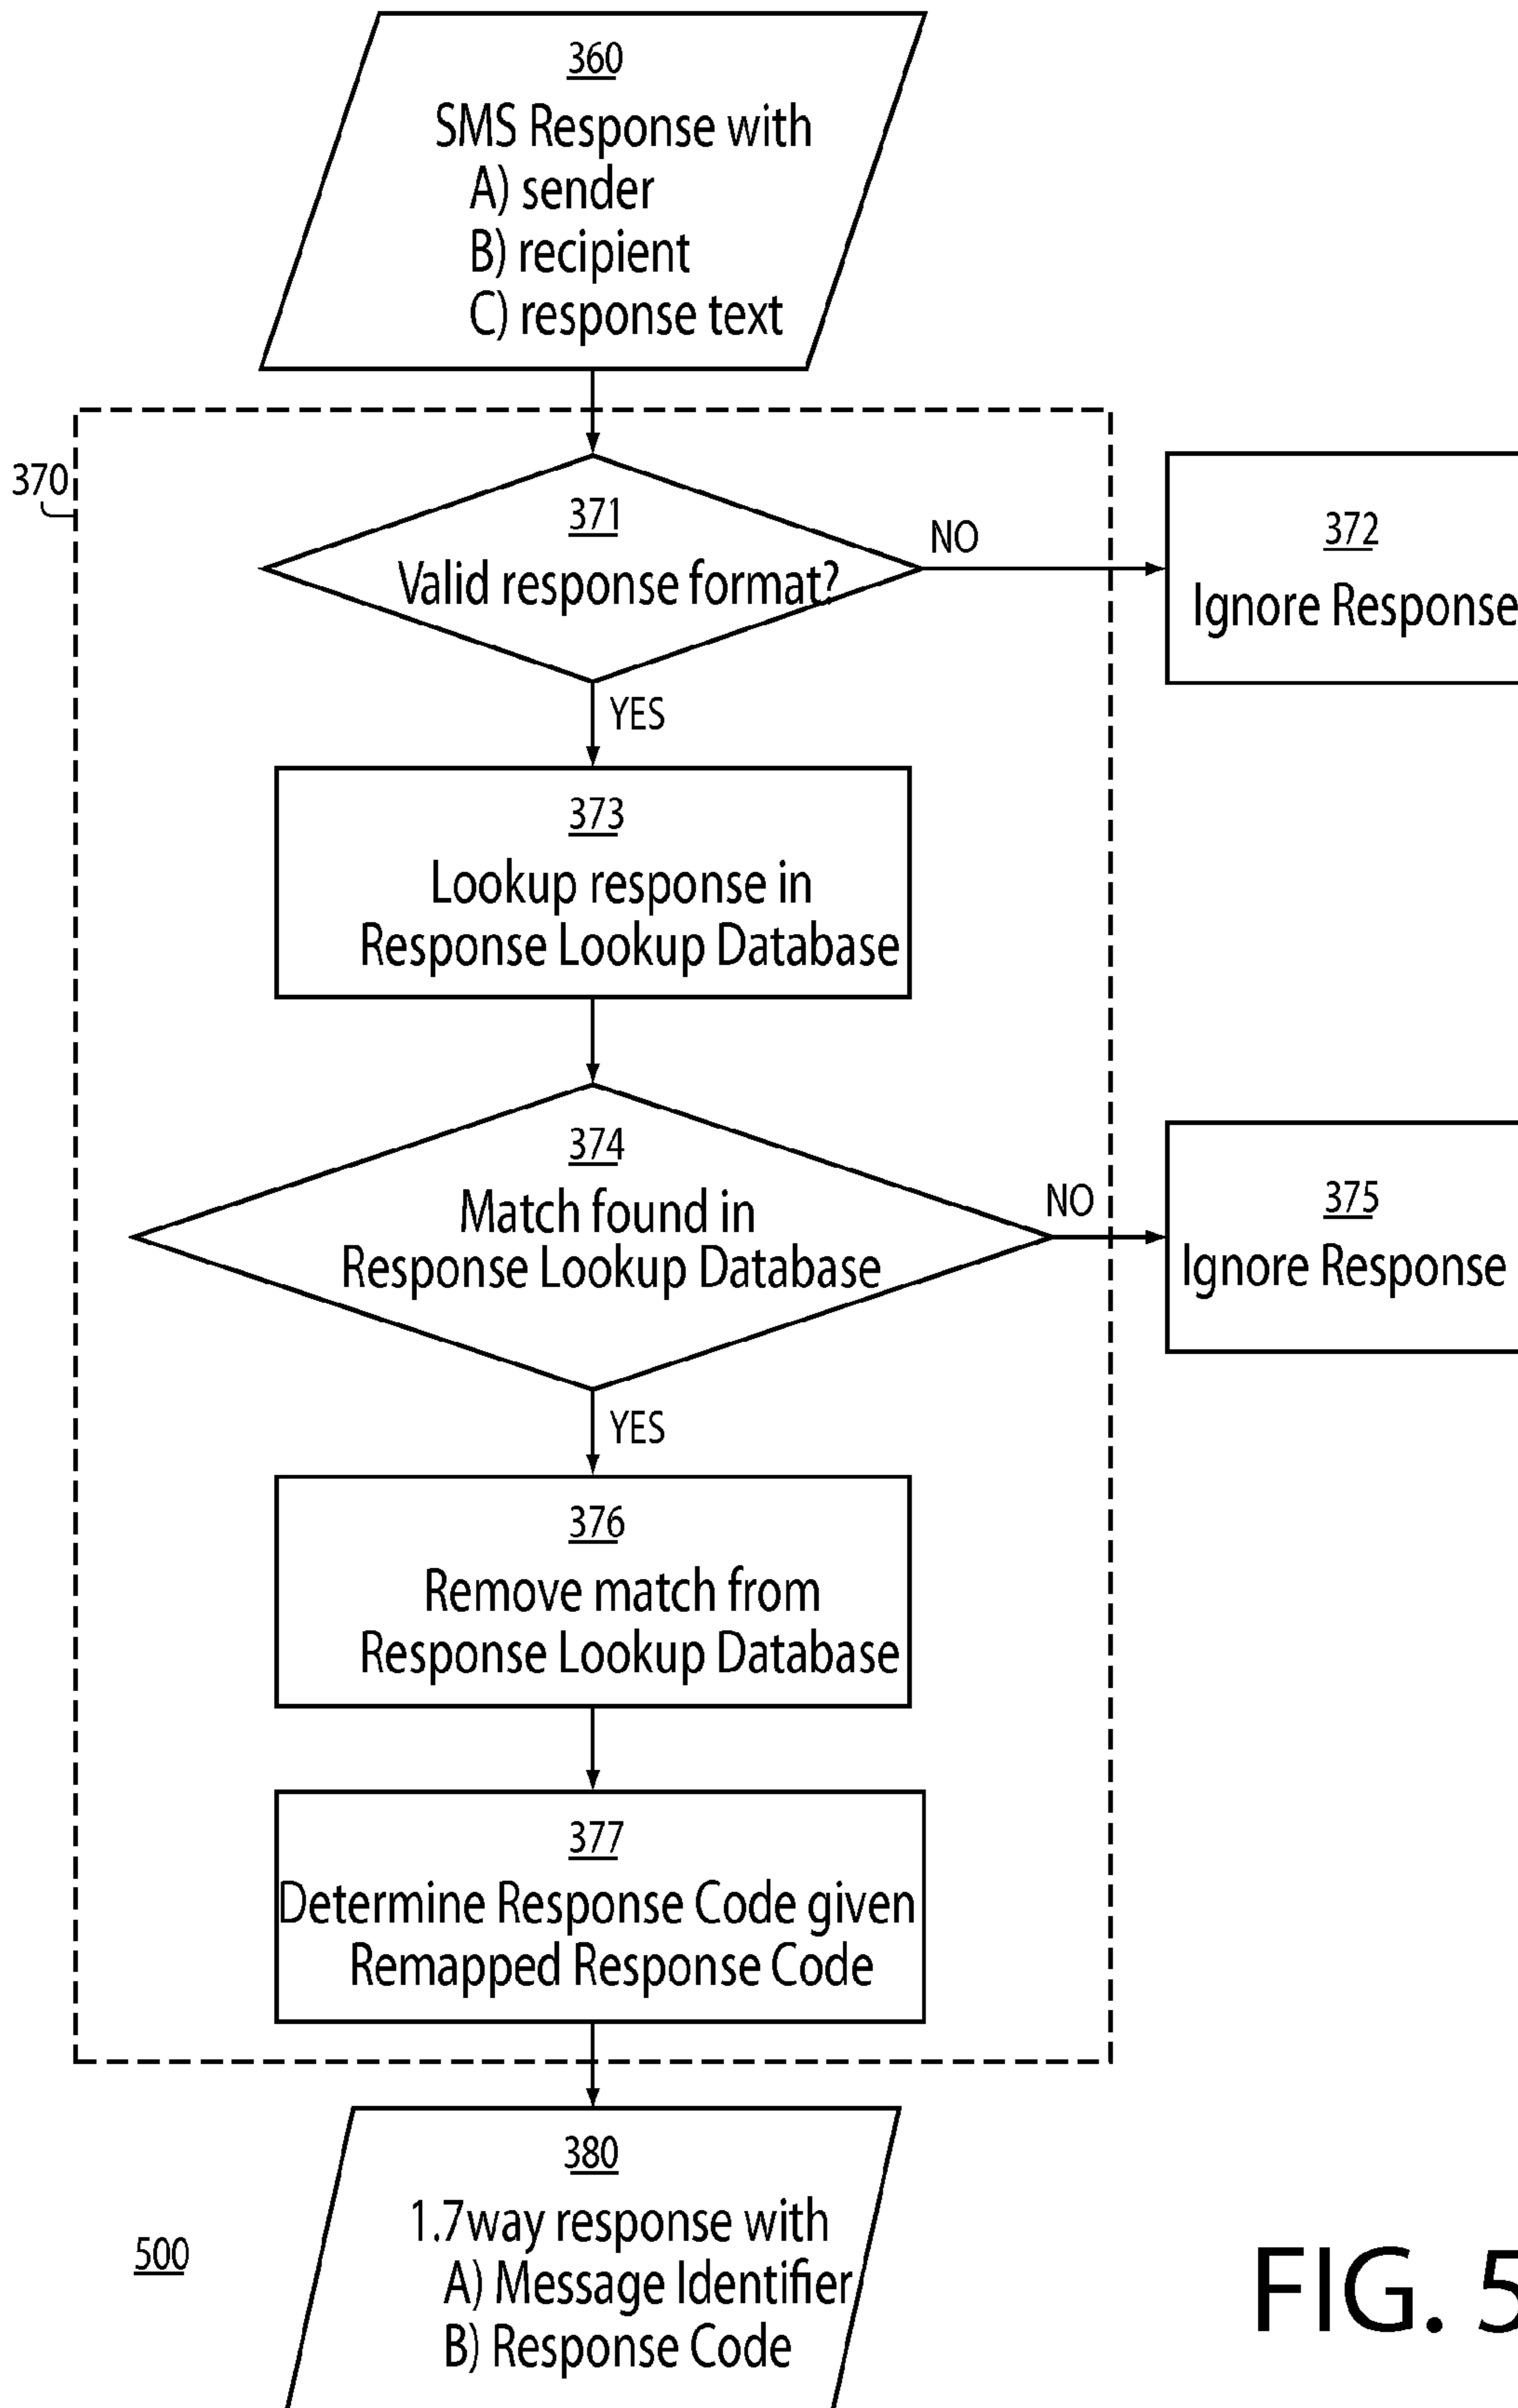 360
SMS Response with
A) sender
B) recipient
C) response text
370
371
Valid response format?
NO
372
Ignore Response
YES
373
Lookup response in
Response Lookup Database
374
Match found in
Response Lookup Database
NO
375
Ignore Response
YES
376
Remove match from
Response Lookup Database
377
Determine Response Code given
Remapped Response Code
380
1.7way response with
A) Message Identifier
B) Response Code
500
FIG. 5